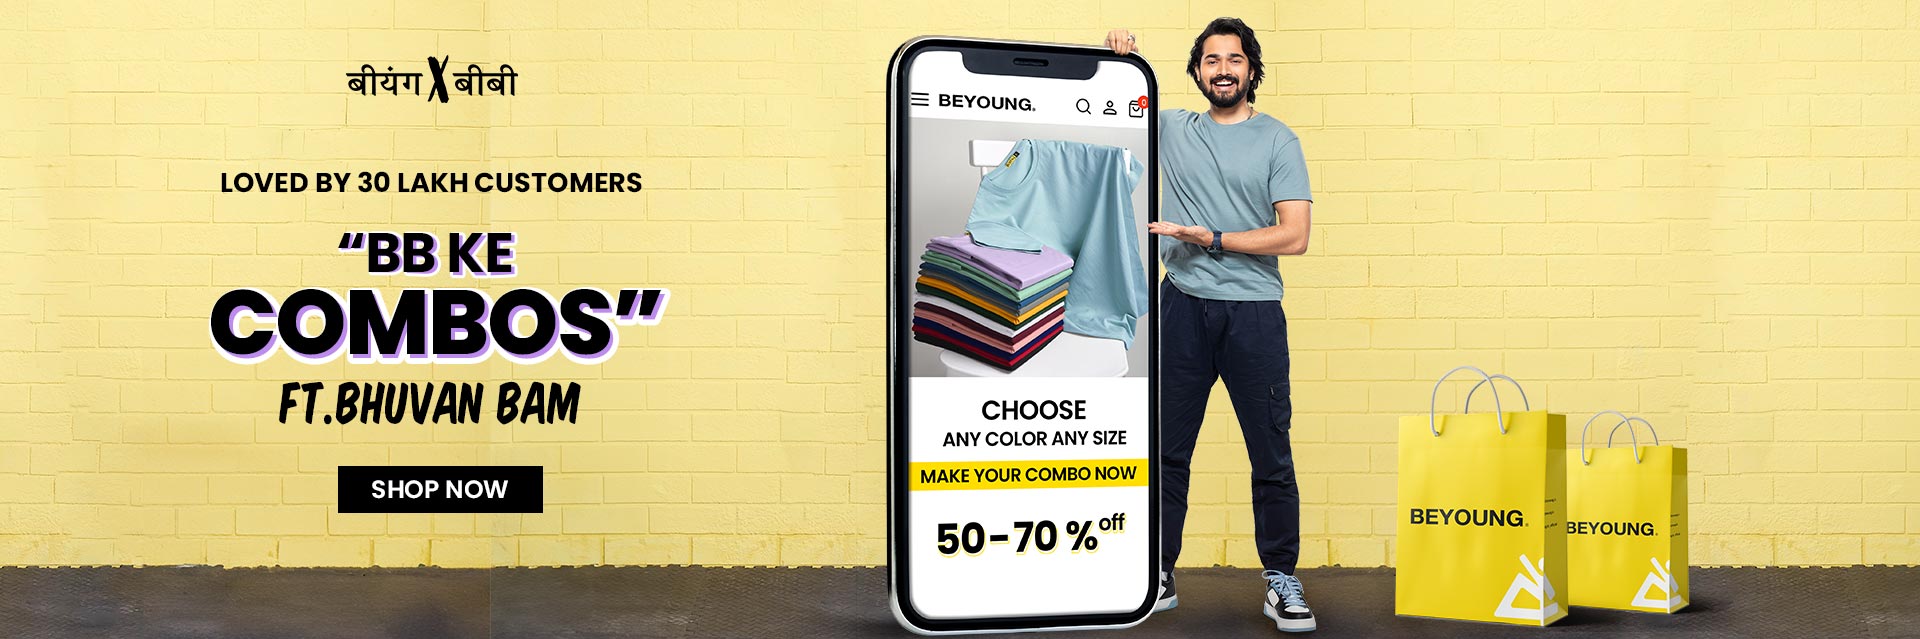 बीयंग X बीबी
LOVED BY 30 LAKH CUSTOMERS
“BB KE
COMBOS”
FT.BHUVAN BAM
SHOP NOW
BEYOUNG.
0
CHOOSE
ANY COLOR ANY SIZE
MAKE YOUR COMBO NOW
50-70 % off
BEYOUNG.
BEYOUNG.